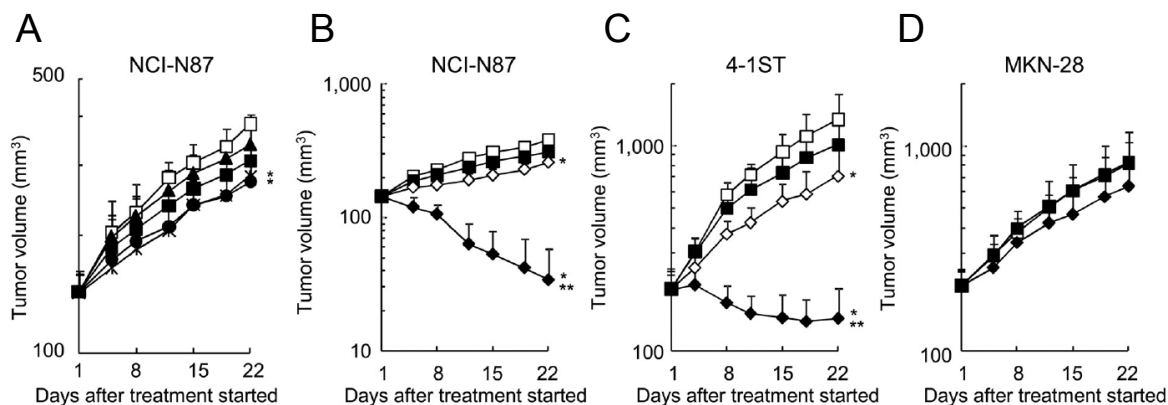 A
NCI-N87
Tumor volume (mm³)
500
100
1 8 15 22
Days after treatment started
*
*
B
NCI-N87
Tumor volume (mm³)
1,000
100
10
1 8 15 22
Days after treatment started
*
*
**
C
4-1ST
Tumor volume (mm³)
1,000
100
1 8 15 22
Days after treatment started
*
*
**
D
MKN-28
Tumor volume (mm³)
1,000
100
1 8 15 22
Days after treatment started